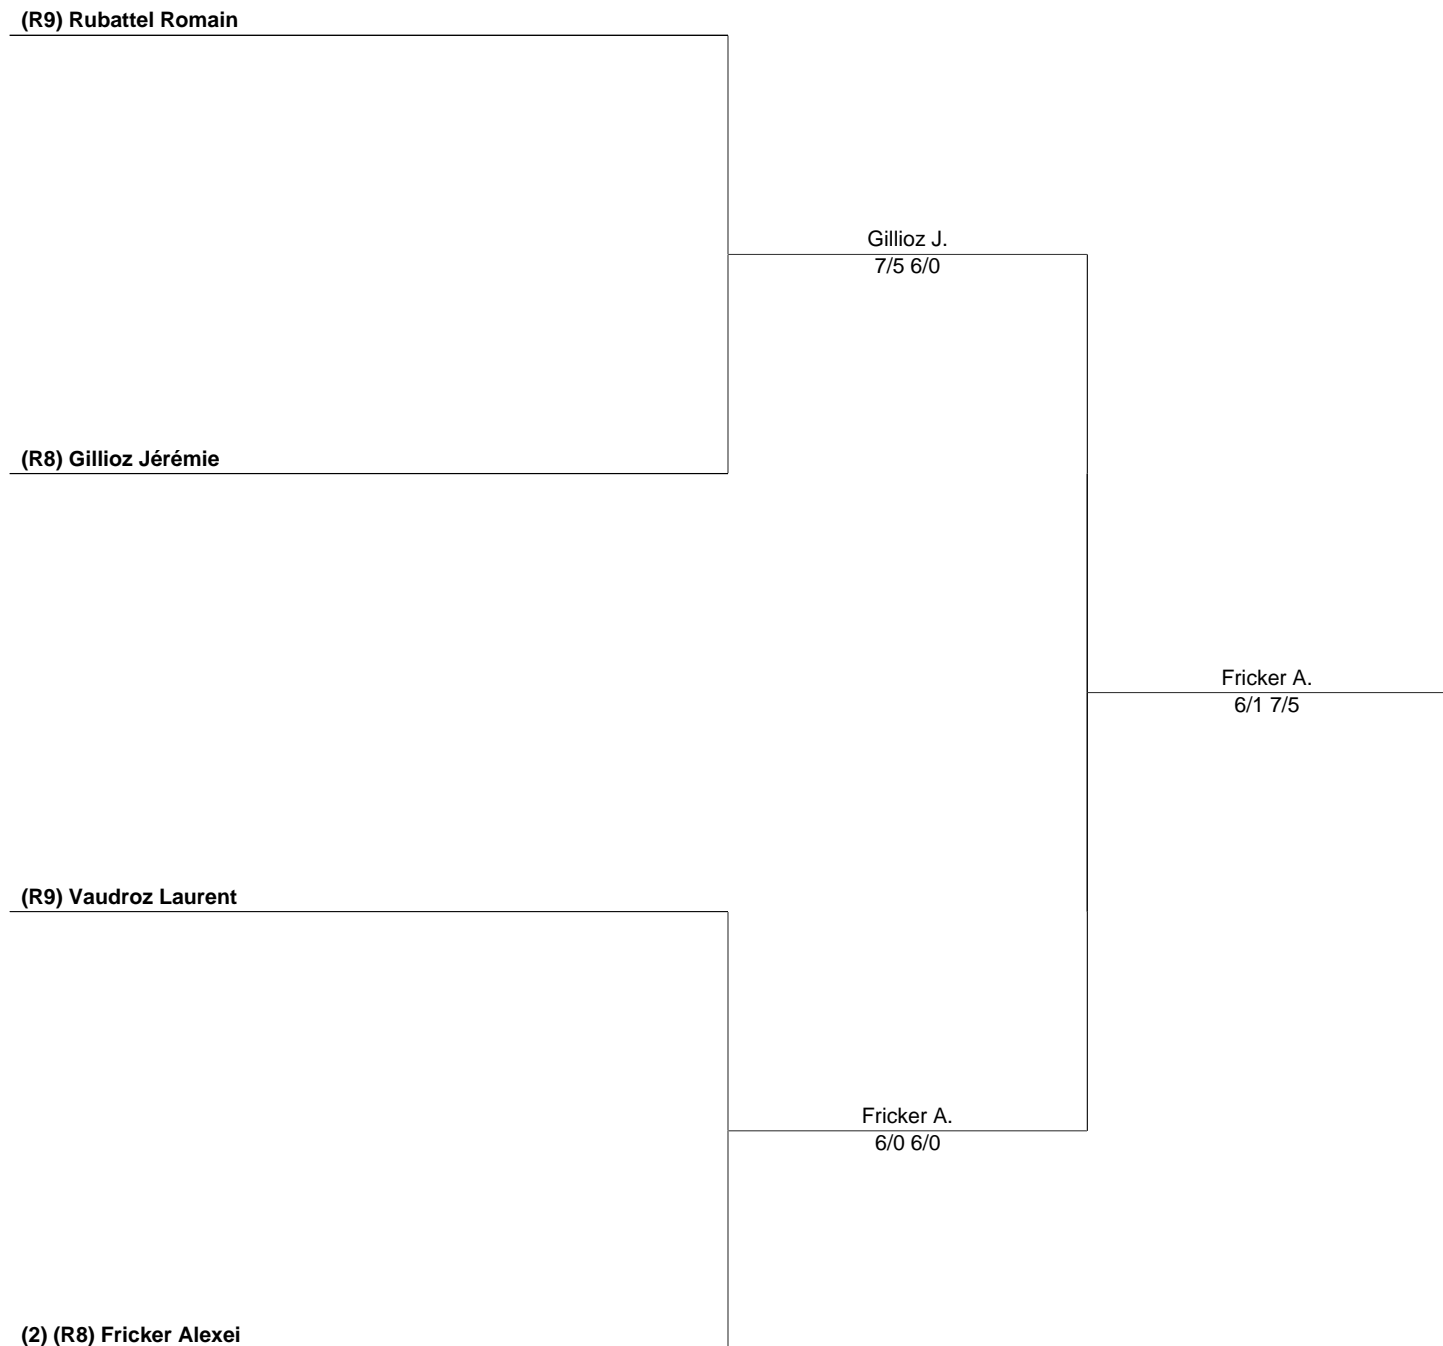 (R9) Rubattel Romain
Gillioz J.
7/5 6/0
(R8) Gillioz Jérémie
Fricker A.
6/1 7/5
(R9) Vaudroz Laurent
Fricker A.
6/0 6/0
(2) (R8) Fricker Alexei